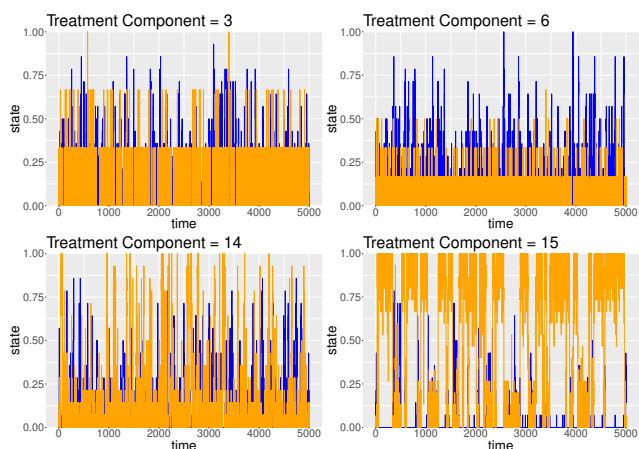 Treatment Component = 3
1.00
0.75
0.50
0.25
0.00
state
0 1000 2000 3000 4000 5000
time
Treatment Component = 6
1.00
0.75
0.50
0.25
0.00
state
0 1000 2000 3000 4000 5000
time
Treatment Component = 14
1.00
0.75
0.50
0.25
0.00
state
0 1000 2000 3000 4000 5000
time
Treatment Component = 15
1.00
0.75
0.50
0.25
0.00
state
0 1000 2000 3000 4000 5000
time